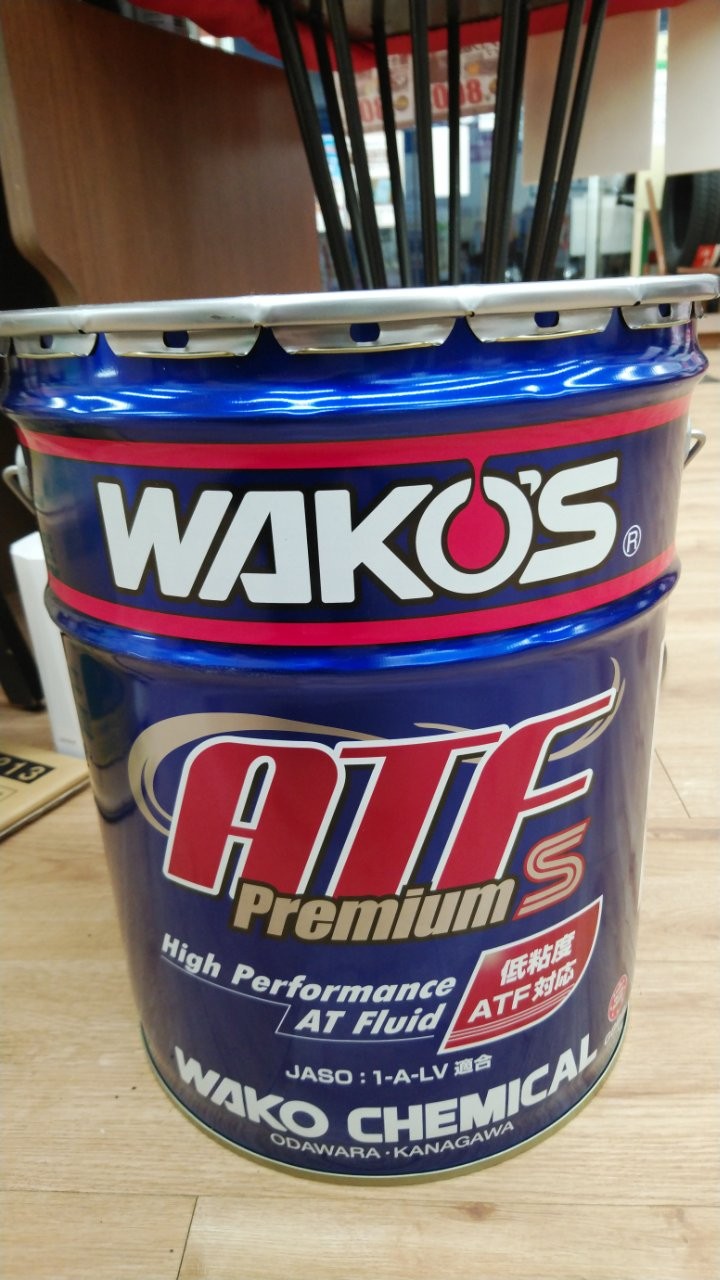 WAKO'S ®
ATF
Premium S
High Performance
AT Fluid
低粘度
ATF対応
JASO : 1-A-LV 適合
WAKO CHEMICAL
ODAWARA・KANAGAWA